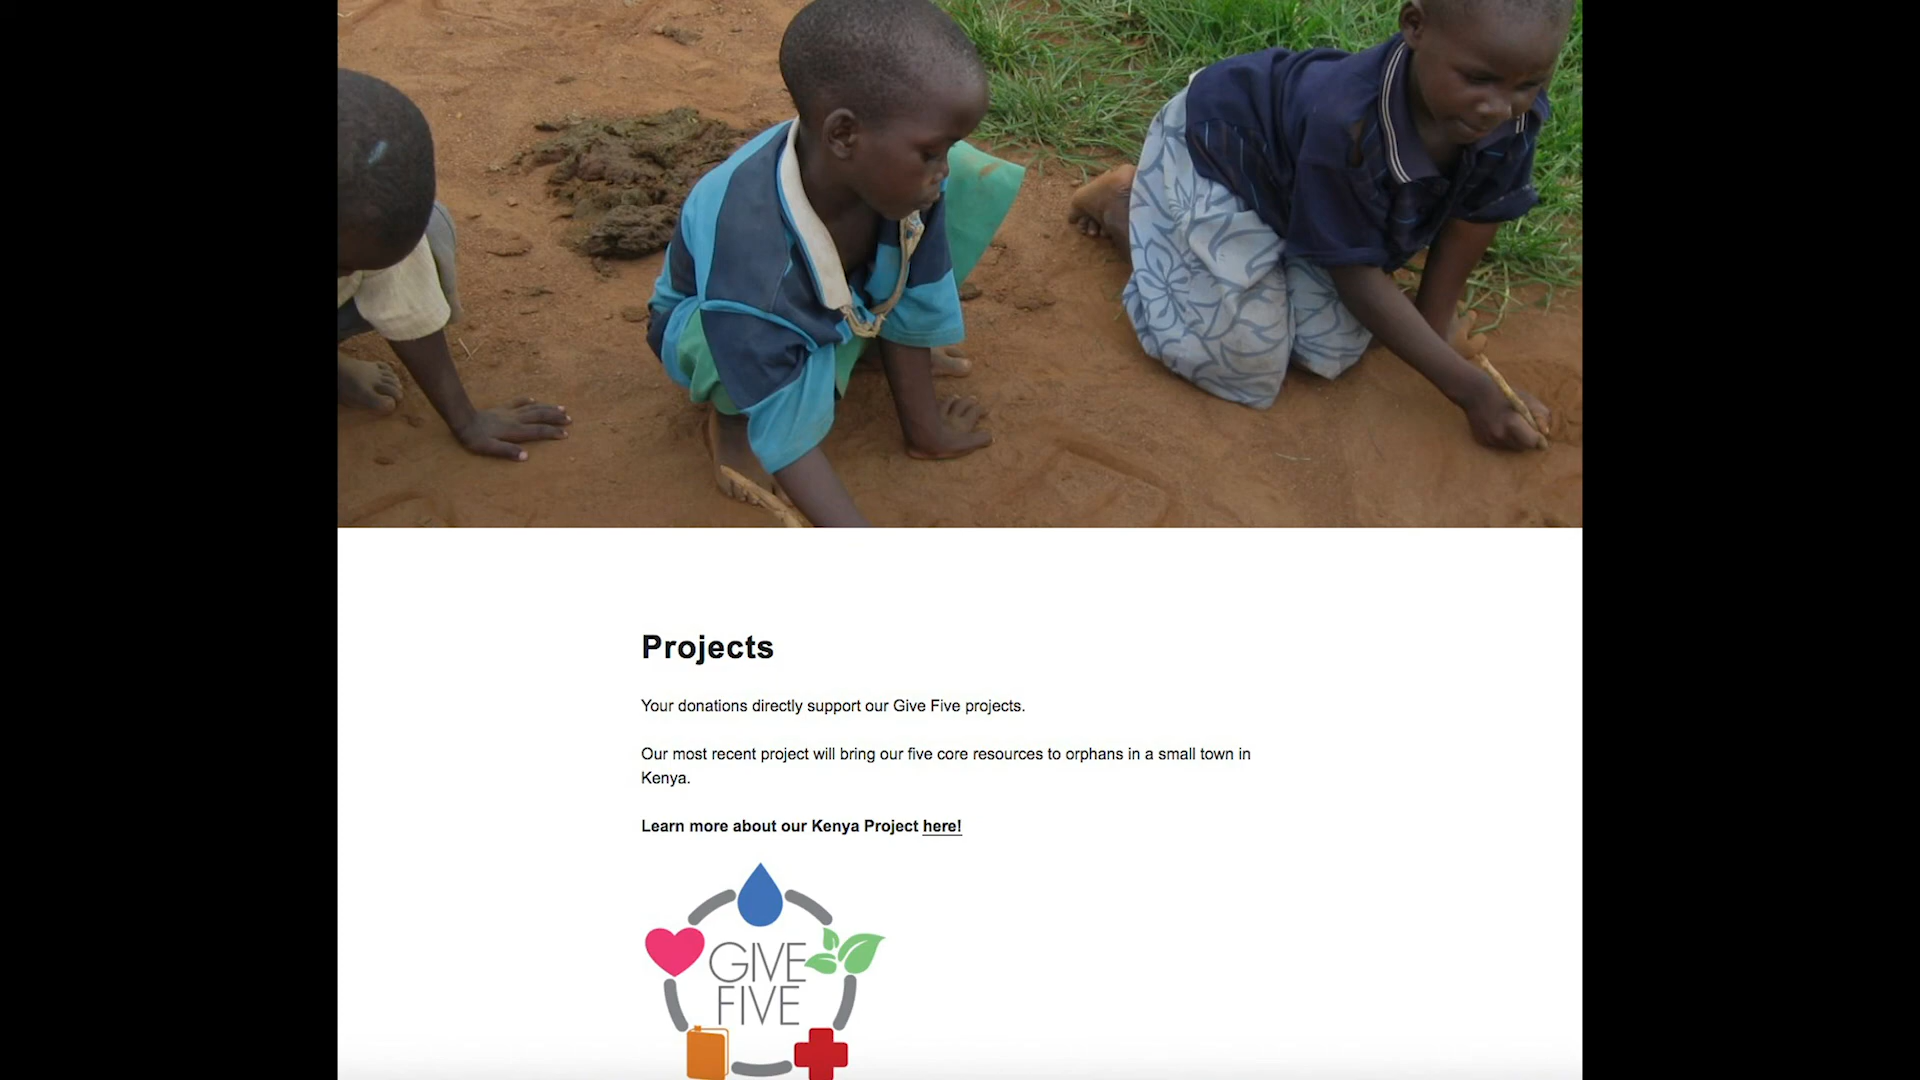 Projects
Your donations directly support our Give Five projects.
Our most recent project will bring our five core resources to orphans in a small town in
Kenya.
Learn more about our Kenya Project here!
GIVE
FIVE